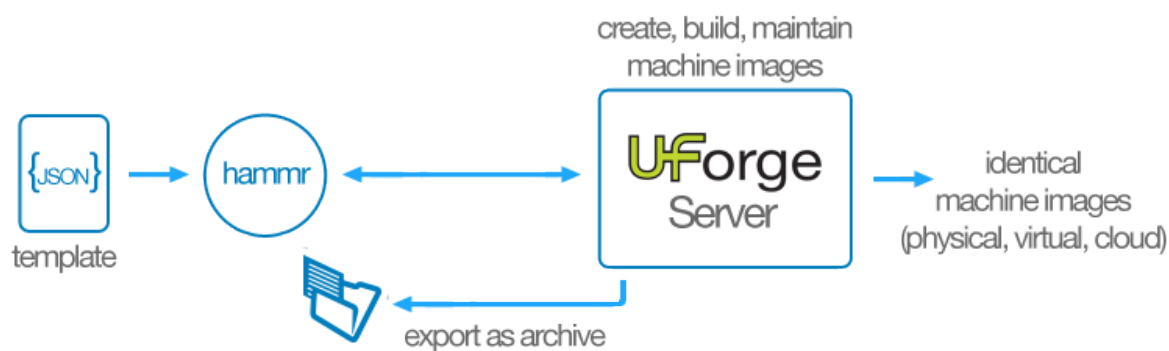 create, build, maintain
machine images
{JSON}
hammr
UForge
Server
identical
machine images
(physical, virtual, cloud)
template
export as archive